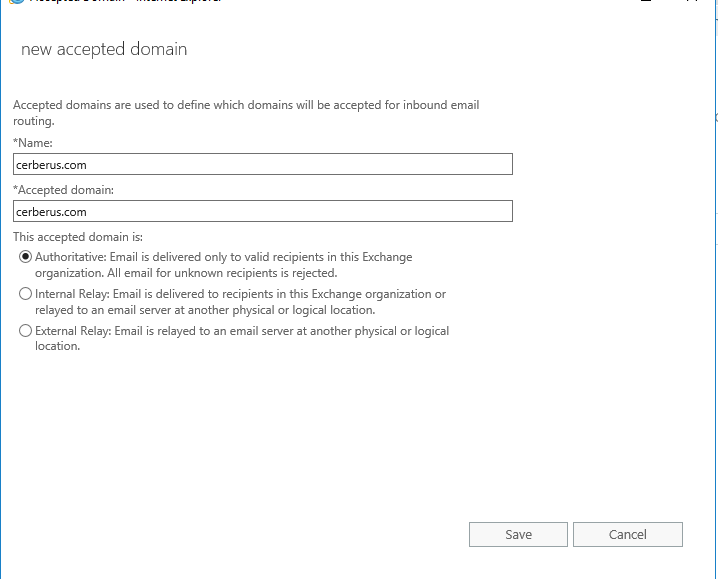 new accepted domain
Accepted domains are used to define which domains will be accepted for inbound email
routing.
*Name:
cerberus.com
*Accepted domain:
cerberus.com
This accepted domain is:
Authoritative: Email is delivered only to valid recipients in this Exchange
organization. All email for unknown recipients is rejected.
Internal Relay: Email is delivered to recipients in this Exchange organization or
relayed to an email server at another physical or logical location.
External Relay: Email is relayed to an email server at another physical or logical
location.
Save
Cancel